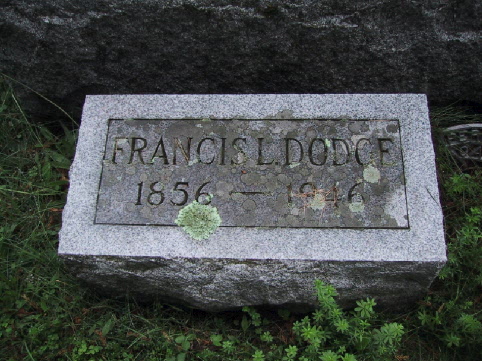 FRANCIS L. DODGE
1856 — 1946